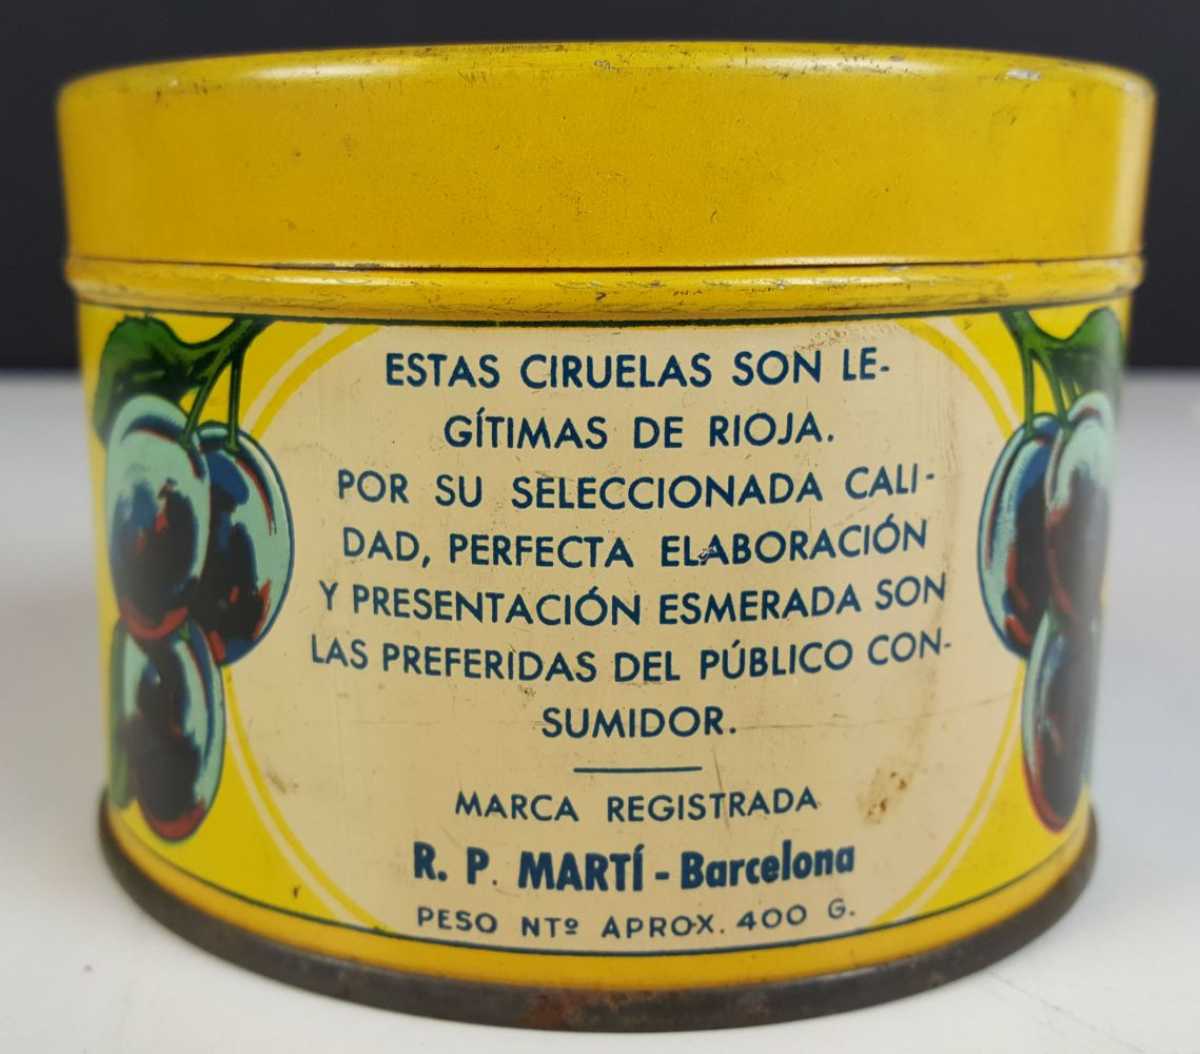 ESTAS CIRUELAS SON LE-
GÍTIMAS DE RIOJA.
POR SU SELECCIONADA CALI-
DAD, PERFECTA ELABORACIÓN
Y PRESENTACIÓN ESMERADA SON
LAS PREFERIDAS DEL PÚBLICO CON-
SUMIDOR.
MARCA REGISTRADA
R. P. MARTÍ - Barcelona
PESO NTº APROX. 400 G.